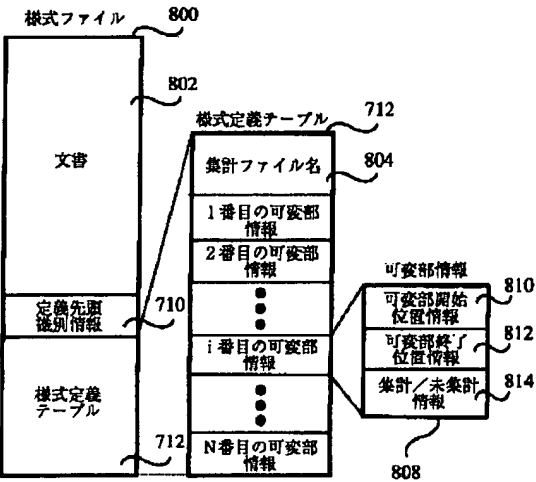 様式ファイル
800
802
文書
定義先頭
識別情報
710
様式定義
テーブル
712
様式定義テーブル
712
集計ファイル名
804
1番目の可変部
情報
2番目の可変部
情報
i番目の可変部
情報
N番目の可変部
情報
可変部情報
可変部開始
位置情報
810
可変部終了
位置情報
812
集計/未集計
情報
814
808